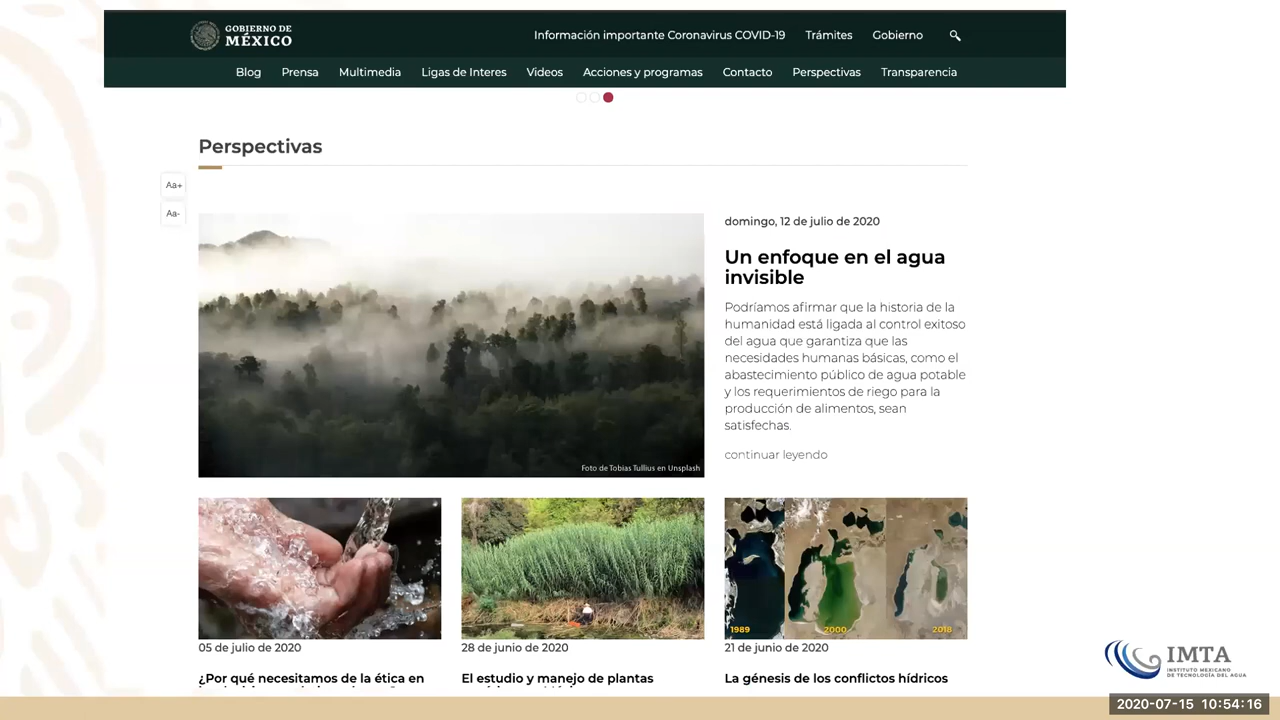 GOBIERNO DE
MÉXICO
Información importante Coronavirus COVID-19 Trámites Gobierno
Blog Prensa Multimedia Ligas de Interes Videos Acciones y programas Contacto Perspectivas Transparencia
Perspectivas
Aa+
Aa-
domingo, 12 de julio de 2020
Un enfoque en el agua
invisible
Podríamos afirmar que la historia de la
humanidad está ligada al control exitoso
del agua que garantiza que las
necesidades humanas básicas, como el
abastecimiento público de agua potable
y los requerimientos de riego para la
producción de alimentos, sean
satisfechas.
continuar leyendo
Foto de Tobias Tullius en Unsplash
1989 2000 2018
05 de julio de 2020
¿Por qué necesitamos de la ética en
28 de junio de 2020
El estudio y manejo de plantas
21 de junio de 2020
La génesis de los conflictos hídricos
IMTA
INSTITUTO MEXICANO
DE TECNOLOGÍA DEL AGUA
2020-07-15 10:54:16